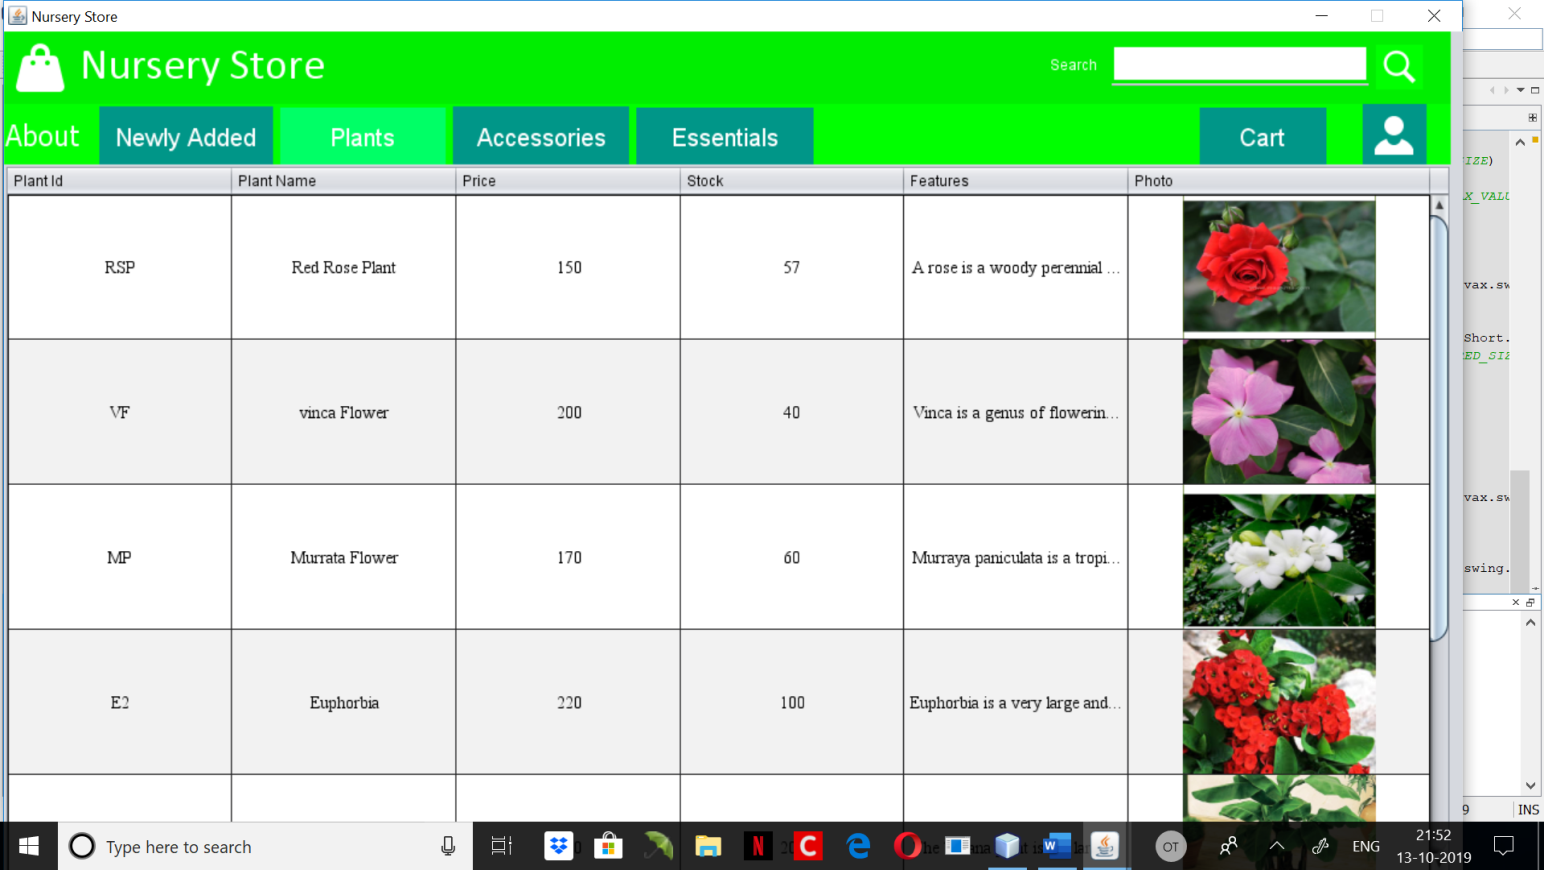 Nursery Store
Nursery Store
Search
About
Newly Added
Plants
Accessories
Essentials
Cart
Plant Id Plant Name Price Stock Features Photo
RSP Red Rose Plant 150 57 A rose is a woody perennial ...
VF vinca Flower 200 40 Vinca is a genus of flowerin...
MP Murrata Flower 170 60 Murraya paniculata is a tropi...
E2 Euphorbia 220 100 Euphorbia is a very large and...
IZE)
X_VALU
vax.sw
Short.
ED_SIZ
vax.sw
swing.
9 INS
Type here to search
OT
ENG
21:52
13-10-2019